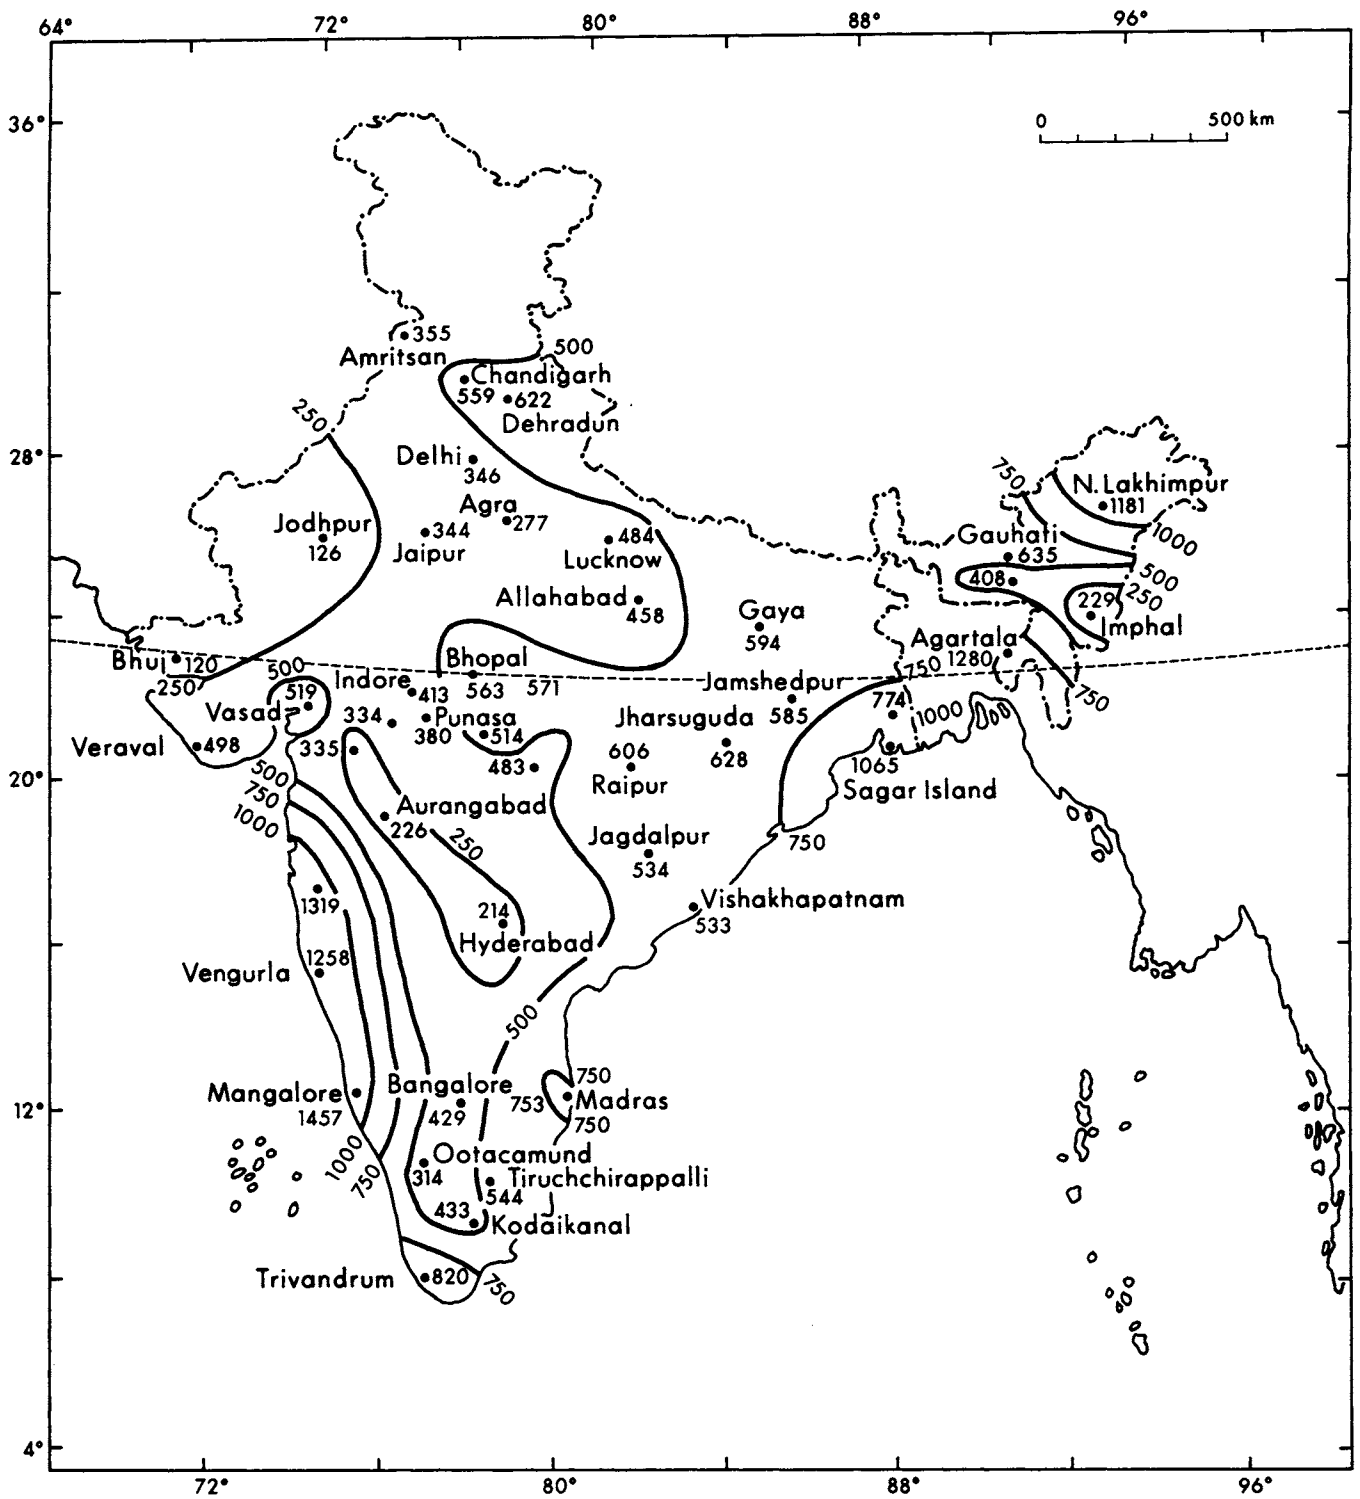 64° 72° 80° 88° 96°
36°
0 500 km
355
Amritsan
500
Chandigarh
559 622
Dehradun
250
28°
Delhi
346
Agra
277
Jodhpur
126
344
Jaipur
484
Lucknow
Allahabad
458
750
N. Lakhimpur
1181
1000
Gauhati
635
500
408
250
229
Imphal
Gaya
594
Agartala
1280
750
750
Bhuj 120
250
500
519
Vasad
Bhopal
563 571
Indore
413
334
Punasa
380 514
Jamshedpur
585
774
1000
Jharsuguda
628
Veraval 498
335
483
606
Raipur
1065
Sagar Island
20°
500
750
1000
Aurangabad
226
250
Jagdalpur
534
750
1319
214
Hyderabad
Vishakhapatnam
533
1258
Vengurla
500
750
Mangalore
1457
Bangalore
429
753 Madras
750
12°
1000
750
Ootacamund
314
Tiruchchirappalli
544
433
Kodaikanal
Trivandrum 820
750
4°
72° 80° 88° 96°